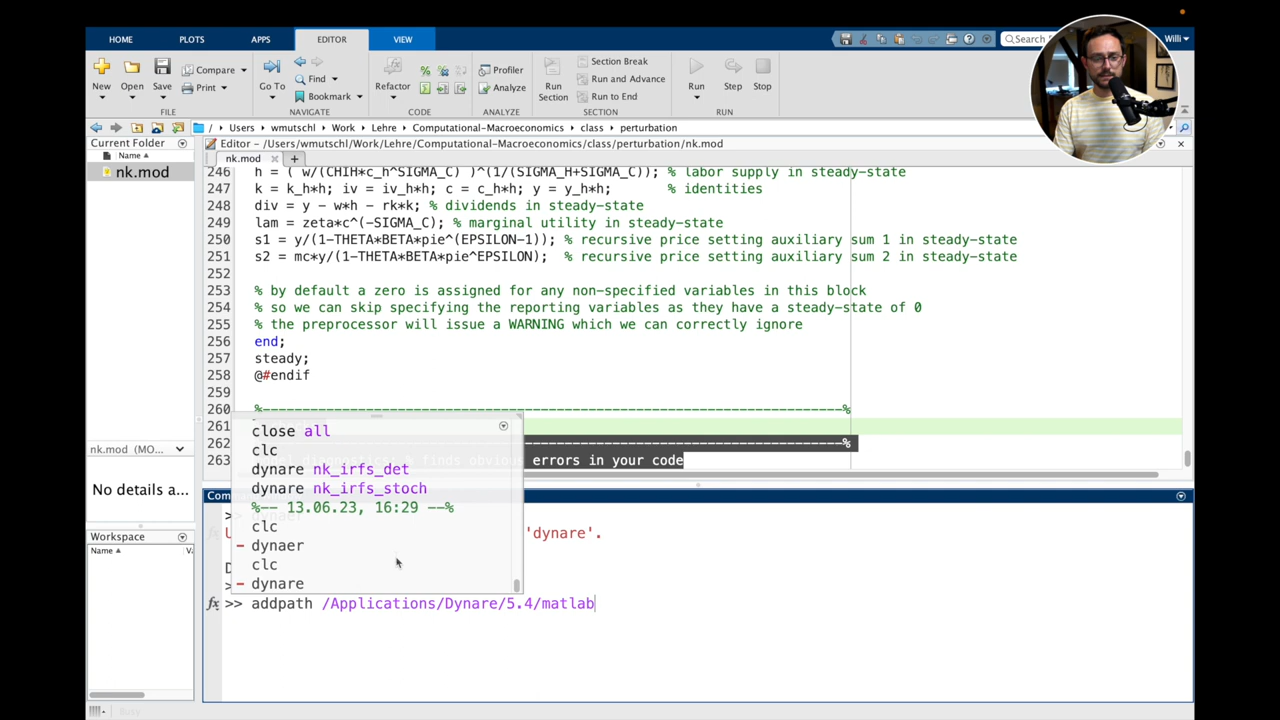 HOME PLOTS APPS EDITOR VIEW Search Willi
New Open Save Compare Print Go To Find Bookmark Refactor Profiler Analyze Run Section Section Break Run and Advance Run to End Run Step Stop
FILE NAVIGATE CODE ANALYZE SECTION RUN
/ Users wmutschl Work Lehre Computational-Macroeconomics class perturbation
Current Folder
Name
nk.mod
nk.mod (MO...
No details a...
Workspace
Name
Editor - /Users/wmutschl/Work/Lehre/Computational-Macroeconomics/class/perturbation/nk.mod
nk.mod
246 h = ( w/(CHIH*c_h^SIGMA_C) )^(1/(SIGMA_H+SIGMA_C)); % labor supply in steady-state
247 k = k_h*h; iv = iv_h*h; c = c_h*h; y = y_h*h; % identities
248 div = y - w*h - rk*k; % dividends in steady-state
249 lam = zeta*c^(-SIGMA_C); % marginal utility in steady-state
250 s1 = y/(1-THETA*BETA*pie^(EPSILON-1)); % recursive price setting auxiliary sum 1 in steady-state
251 s2 = mc*y/(1-THETA*BETA*pie^EPSILON); % recursive price setting auxiliary sum 2 in steady-state
252
253 % by default a zero is assigned for any non-specified variables in this block
254 % so we can skip specifying the reporting variables as they have a steady-state of 0
255 % the preprocessor will issue a WARNING which we can correctly ignore
256 end;
257 steady;
258 @#endif
259
260 %----------------------------------------------------------------------%
261
262 ----------------------------------------%
263 errors in your code
close all
clc
dynare nk_irfs_det
dynare nk_irfs_stoch
%-- 13.06.23, 16:29 --%
clc
dynaer
clc
dynare
'dynare'.
>> addpath /Applications/Dynare/5.4/matlab